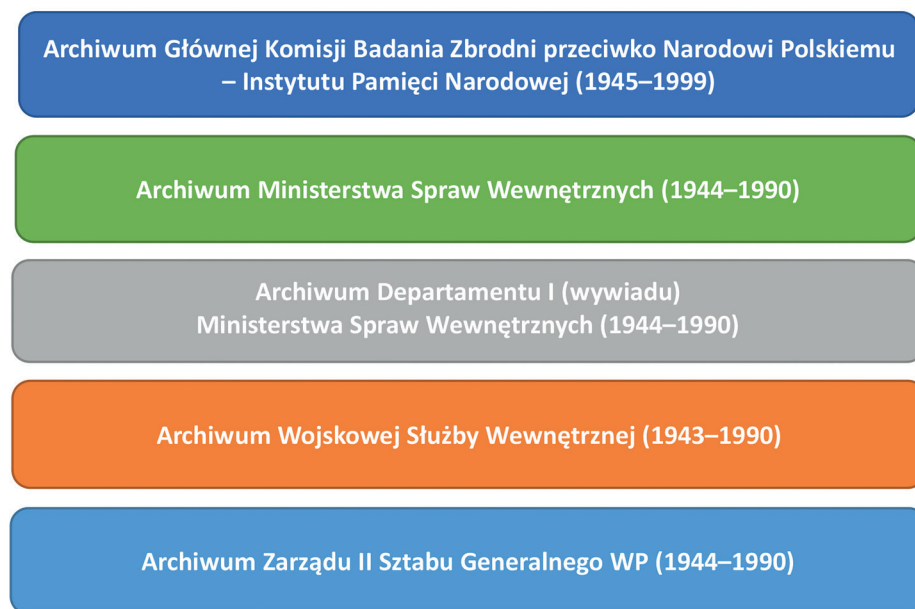 Archiwum Głównej Komisji Badania Zbrodni przeciwko Narodowi Polskiemu
– Instytutu Pamięci Narodowej (1945–1999)
Archiwum Ministerstwa Spraw Wewnętrznych (1944–1990)
Archiwum Departamentu I (wywiadu)
Ministerstwa Spraw Wewnętrznych (1944–1990)
Archiwum Wojskowej Służby Wewnętrznej (1943–1990)
Archiwum Zarządu II Sztabu Generalnego WP (1944–1990)